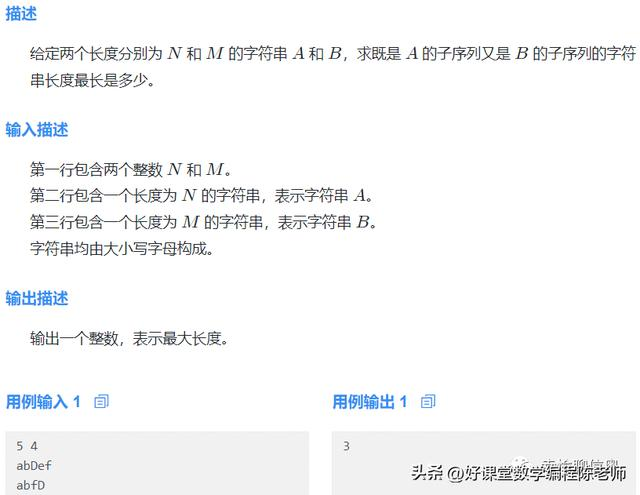 描述
给定两个长度分别为 N 和 M 的字符串 A 和 B，求既是 A 的子序列又是 B 的子序列的字符
串长度最长是多少。
输入描述
第一行包含两个整数 N 和 M。
第二行包含一个长度为 N 的字符串，表示字符串 A。
第三行包含一个长度为 M 的字符串，表示字符串 B。
字符串均由大小写字母构成。
输出描述
输出一个整数，表示最大长度。
用例输入 1
用例输出 1
5 4
abDef
abfD
3
头条 @好课堂数学编程陈老师